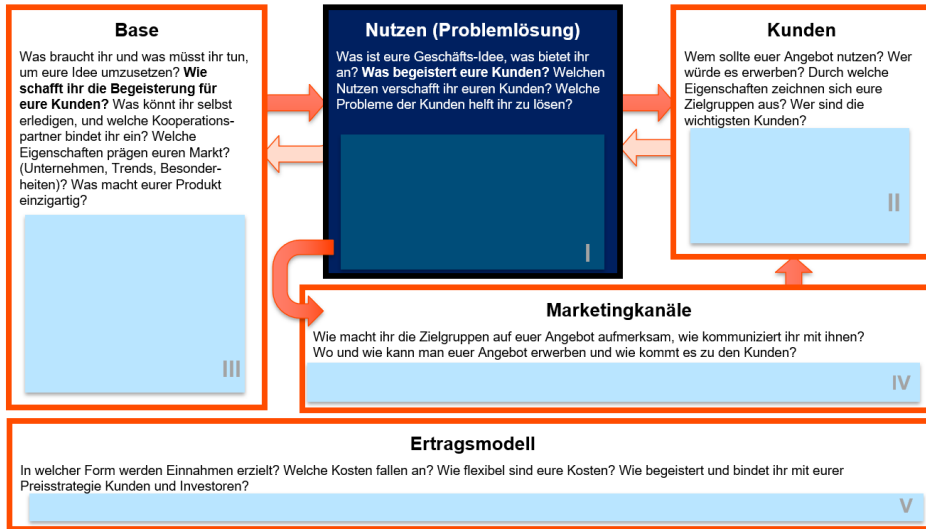 Base
Was braucht ihr und was müsst ihr tun,
um eure Idee umzusetzen? Wie
schafft ihr die Begeisterung für
eure Kunden? Was könnt ihr selbst
erledigen, und welche Kooperations-
partner bindet ihr ein? Welche
Eigenschaften prägen euren Markt?
(Unternehmen, Trends, Besonder-
heiten)? Was macht eurer Produkt
einzigartig?
III
Nutzen (Problemlösung)
Was ist eure Geschäfts-Idee, was bietet ihr
an? Was begeistert eure Kunden? Welchen
Nutzen verschafft ihr euren Kunden? Welche
Probleme der Kunden helft ihr zu lösen?
I
Kunden
Wem sollte euer Angebot nutzen? Wer
würde es erwerben? Durch welche
Eigenschaften zeichnen sich eure
Zielgruppen aus? Wer sind die
wichtigsten Kunden?
II
Marketingkanäle
Wie macht ihr die Zielgruppen auf euer Angebot aufmerksam, wie kommuniziert ihr mit ihnen?
Wo und wie kann man euer Angebot erwerben und wie kommt es zu den Kunden?
IV
Ertragsmodell
In welcher Form werden Einnahmen erzielt? Welche Kosten fallen an? Wie flexibel sind eure Kosten? Wie begeistert und bindet ihr mit eurer
Preisstrategie Kunden und Investoren?
V